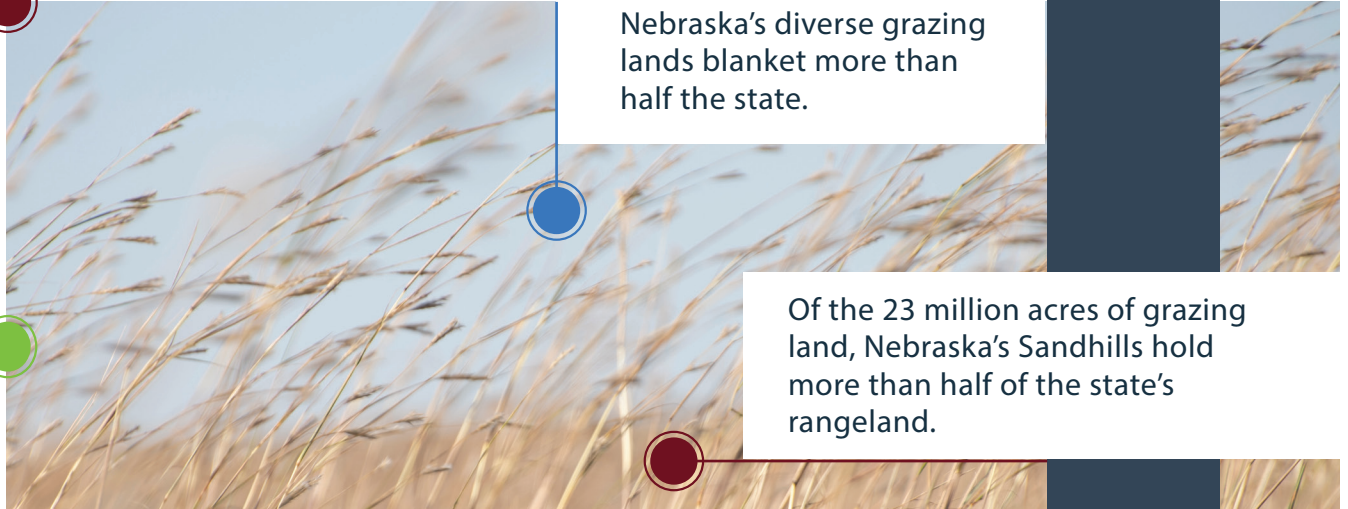 Nebraska’s diverse grazing
lands blanket more than
half the state.
Of the 23 million acres of grazing
land, Nebraska’s Sandhills hold
more than half of the state’s
rangeland.